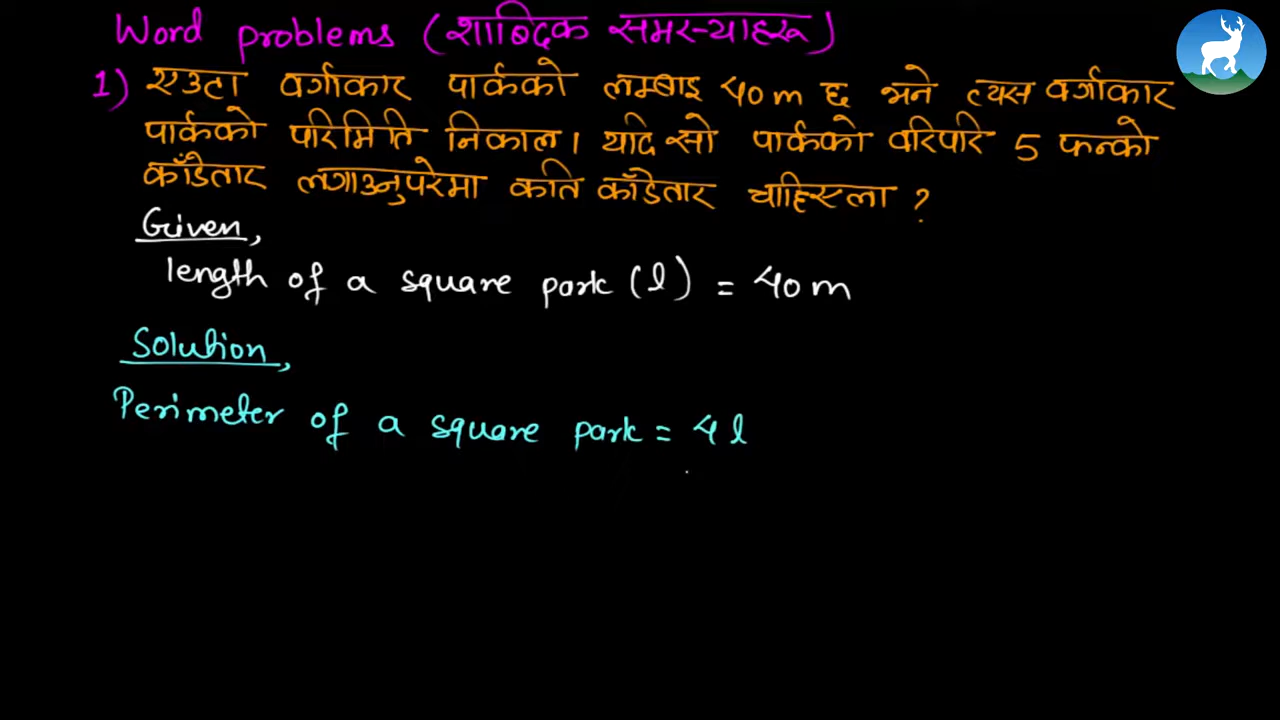 Word problems (शाब्दिक समस्याहरू)
1) एउटा वर्गाकार पार्कको लम्बाइ 40 m छ भने त्यस वर्गाकार
पार्कको परिमिति निकाल। यदि सो पार्कको वरिपरि 5 फन्को
काँडेतार लगाउनुपरेमा कति काँडेतार चाहिएला ?
Given,
length of a square park (l) = 40 m
Solution,
Perimeter of a square park = 4 l